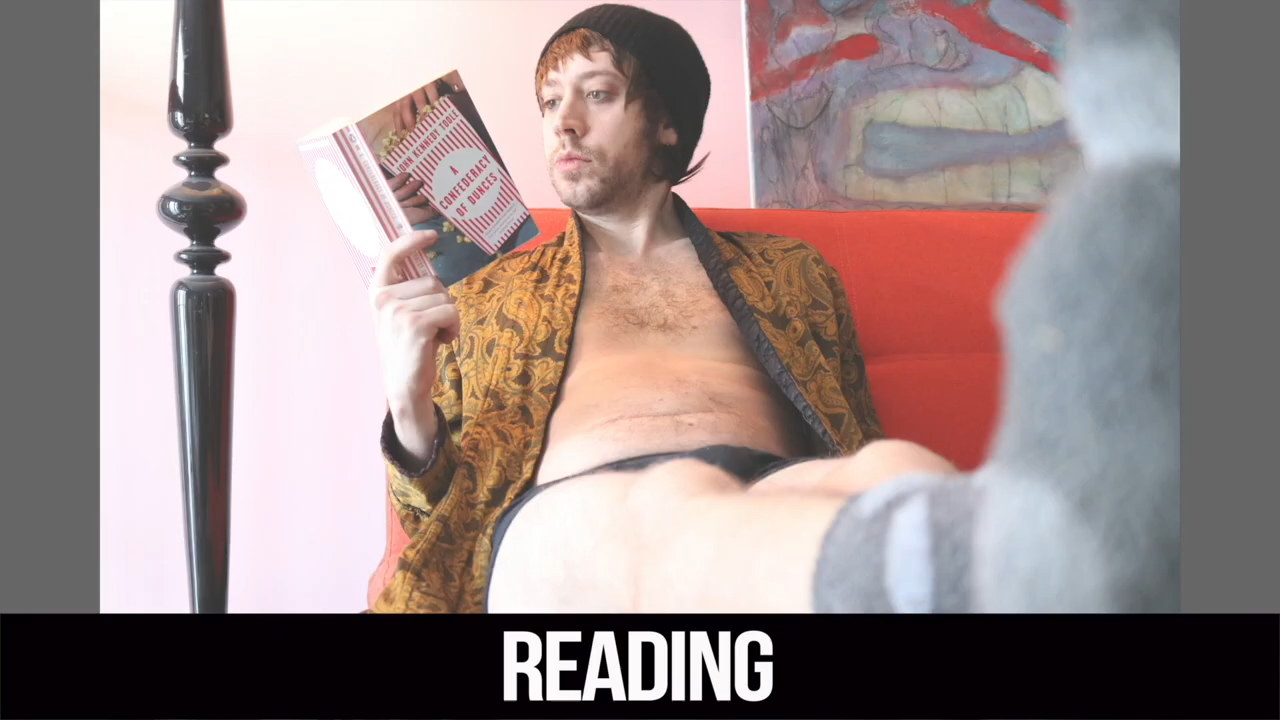 JOHN KENNEDY TOOLE
A
CONFEDERACY
OF DUNCES
READING